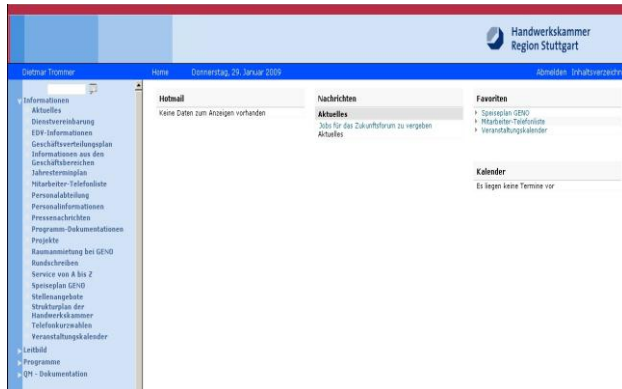 Handwerkskammer
Region Stuttgart
Dietmar Trommer Home Donnerstag, 29. Januar 2009 Abmelden Inhaltsverzeichn
Informationen
Aktuelles
Dienstvereinbarung
EDV-Informationen
Geschäftsverteilungsplan
Informationen aus den
Geschäftsbereichen
Jahresterminplan
Mitarbeiter-Telefonliste
Personalabteilung
Personalinformationen
Pressenachrichten
Programm-Dokumentationen
Projekte
Raumanmietung bei GENO
Rundschreiben
Service von A bis Z
Speiseplan GENO
Stellenangebote
Strukturplan der
Handwerkskammer
Telefonkurzwahlen
Veranstaltungskalender
Leitbild
Programme
QM - Dokumentation
Hotmail
Keine Daten zum Anzeigen vorhanden
Nachrichten
Aktuelles
Jobs für das Zukunftsforum zu vergeben
Aktuelles
Favoriten
Speiseplan GENO
Mitarbeiter-Telefonliste
Veranstaltungskalender
Kalender
Es liegen keine Termine vor